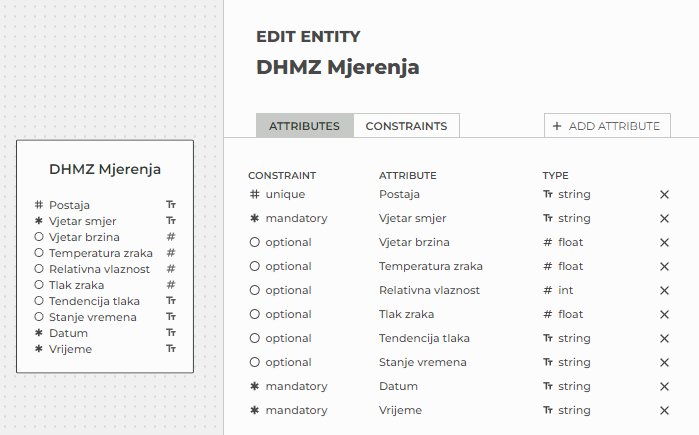 DHMZ Mjerenja
# Postaja Tт
✱ Vjetar smjer Tт
Vjetar brzina #
Temperatura zraka #
Relativna vlaznost #
Tlak zraka #
Tendencija tlaka Tт
Stanje vremena Tт
✱ Datum Tт
✱ Vrijeme Tт
EDIT ENTITY
DHMZ Mjerenja
ATTRIBUTES CONSTRAINTS + ADD ATTRIBUTE
CONSTRAINT ATTRIBUTE TYPE
# unique Postaja Tт string ×
✱ mandatory Vjetar smjer Tт string ×
optional Vjetar brzina # float ×
optional Temperatura zraka # float ×
optional Relativna vlaznost # int ×
optional Tlak zraka # float ×
optional Tendencija tlaka Tт string ×
optional Stanje vremena Tт string ×
✱ mandatory Datum Tт string ×
✱ mandatory Vrijeme Tт string ×